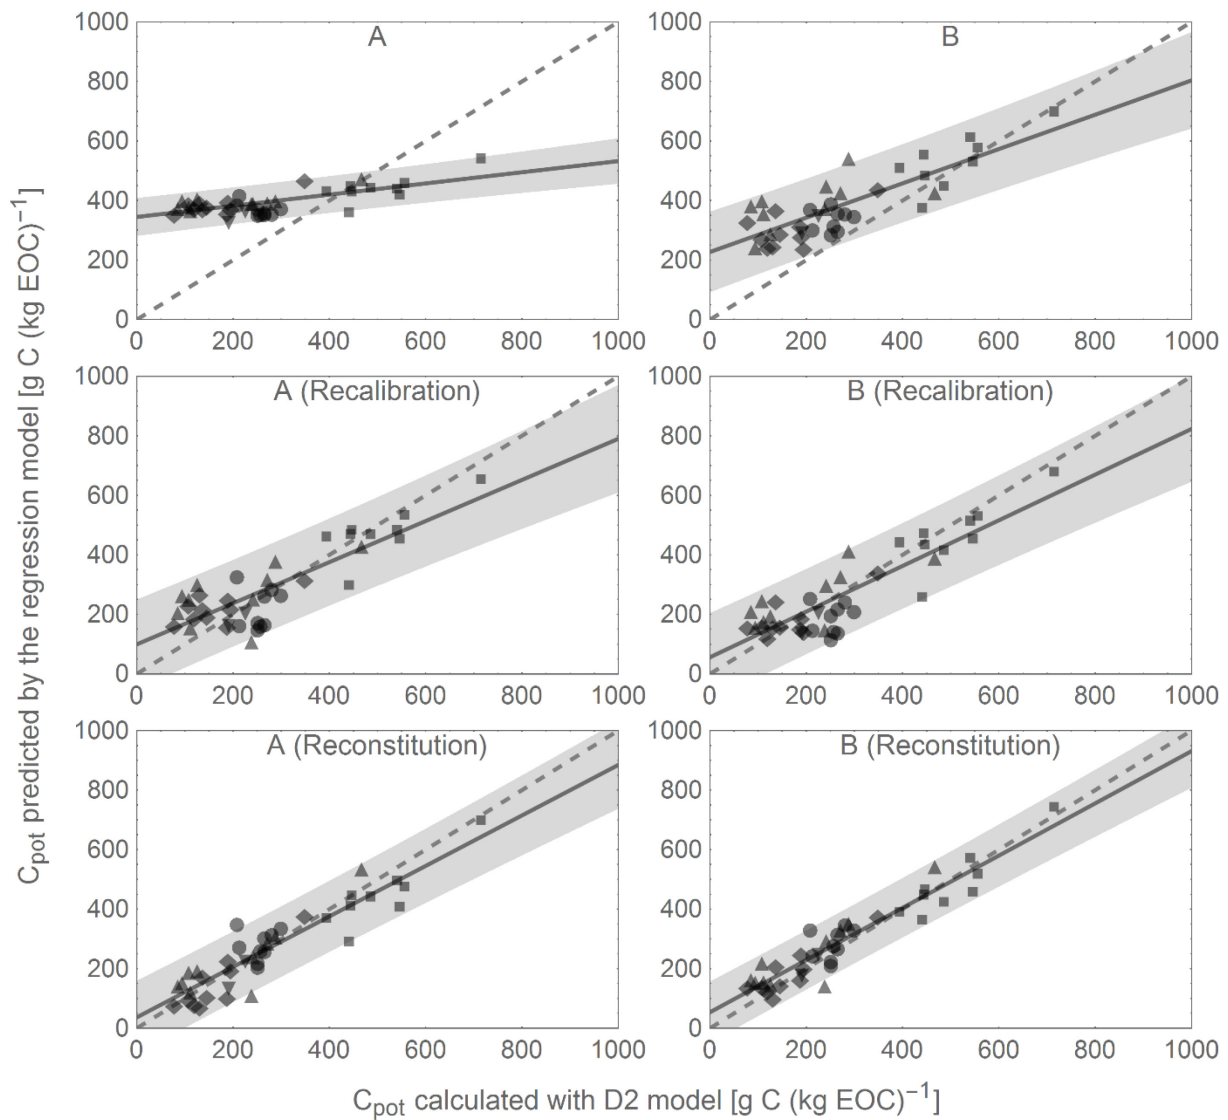 C_pot predicted by the regression model [g C (kg EOC)⁻¹]
A
1000
800
600
400
200
0
0 200 400 600 800 1000
B
1000
800
600
400
200
0
0 200 400 600 800 1000
A (Recalibration)
1000
800
600
400
200
0
0 200 400 600 800 1000
B (Recalibration)
1000
800
600
400
200
0
0 200 400 600 800 1000
A (Reconstitution)
1000
800
600
400
200
0
0 200 400 600 800 1000
B (Reconstitution)
1000
800
600
400
200
0
0 200 400 600 800 1000
C_pot calculated with D2 model [g C (kg EOC)⁻¹]